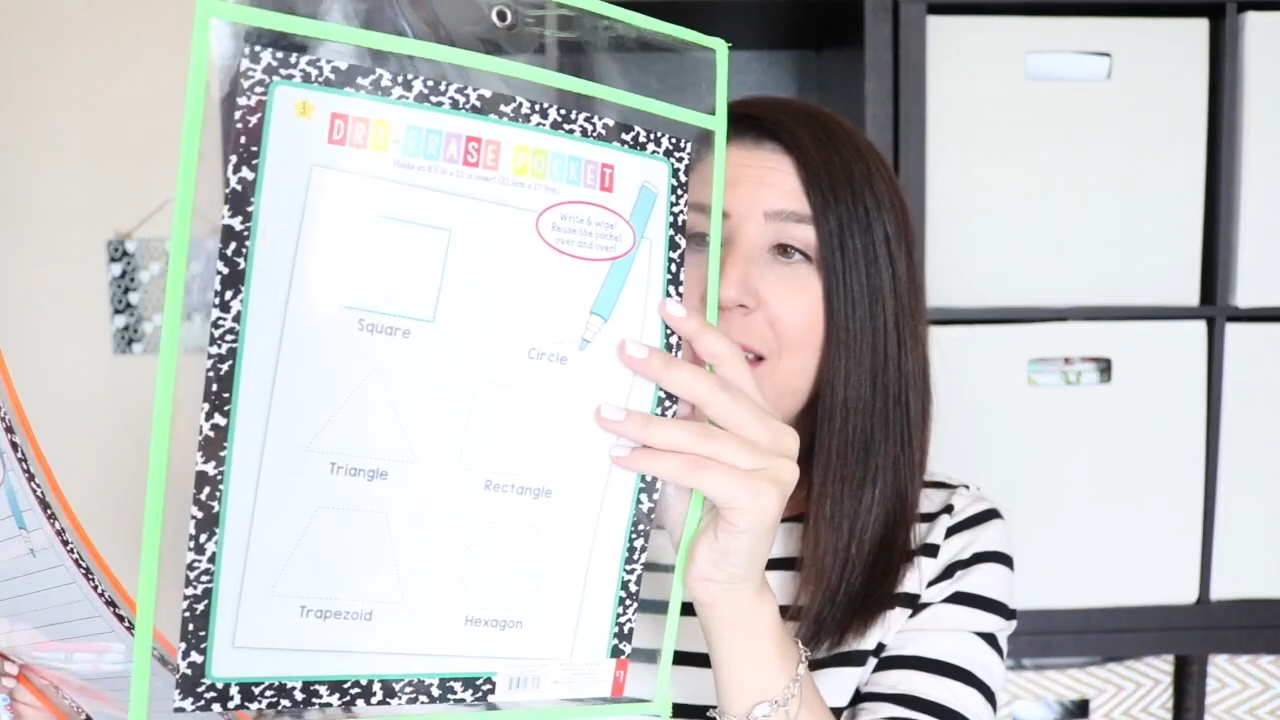 DRY-ERASE POCKET
Write & wipe!
Reuse the pocket
over and over!
Square
Circle
Triangle
Rectangle
Trapezoid
Hexagon